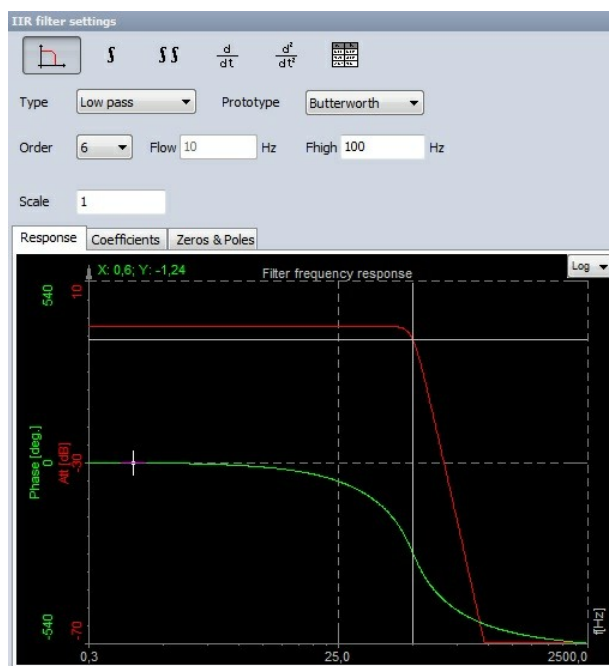 IIR filter settings
∫ ∫∫ d/dt d²/dt²
Type Low pass Prototype Butterworth
Order 6 Flow 10 Hz Fhigh 100 Hz
Scale 1
Response Coefficients Zeros & Poles
X: 0,6; Y: -1,24 Filter frequency response Log
540 10
Phase [deg.] 0 Alt [dB] -30
-540 -70
f[Hz]
0,3 25,0 2500,0